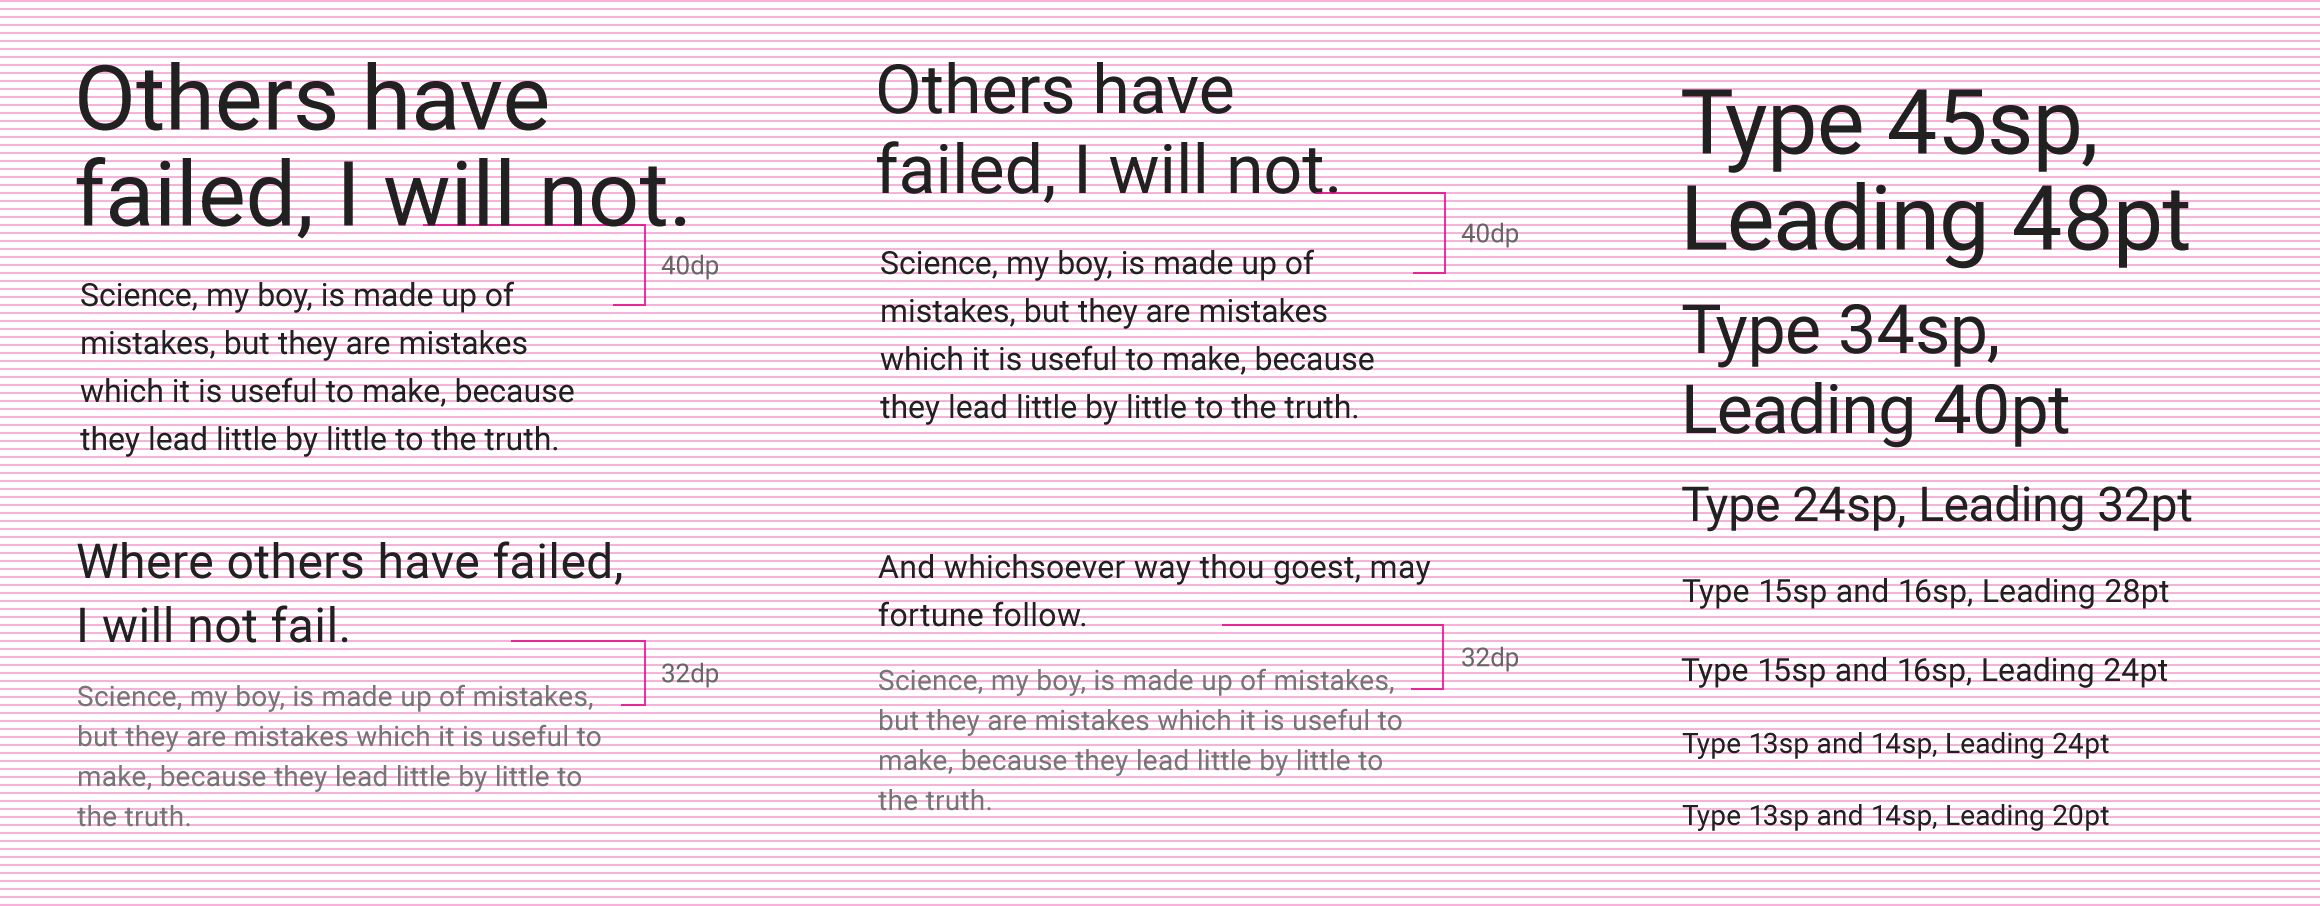 Others have
failed, I will not.
40dp
Science, my boy, is made up of
mistakes, but they are mistakes
which it is useful to make, because
they lead little by little to the truth.
Others have
failed, I will not.
40dp
Science, my boy, is made up of
mistakes, but they are mistakes
which it is useful to make, because
they lead little by little to the truth.
Where others have failed,
I will not fail.
32dp
Science, my boy, is made up of mistakes,
but they are mistakes which it is useful to
make, because they lead little by little to
the truth.
And whichsoever way thou goest, may
fortune follow.
32dp
Science, my boy, is made up of mistakes,
but they are mistakes which it is useful to
make, because they lead little by little to
the truth.
Type 45sp,
Leading 48pt
Type 34sp,
Leading 40pt
Type 24sp, Leading 32pt
Type 15sp and 16sp, Leading 28pt
Type 15sp and 16sp, Leading 24pt
Type 13sp and 14sp, Leading 24pt
Type 13sp and 14sp, Leading 20pt